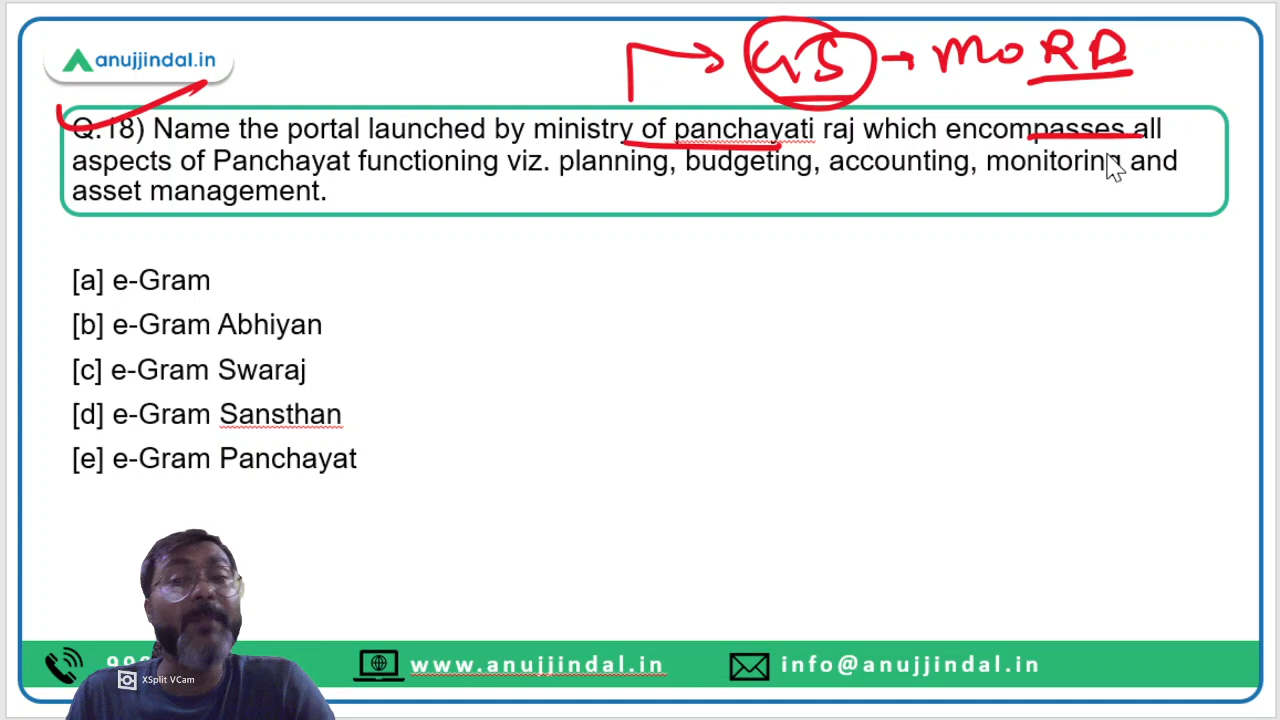 anujjindal.in
GS → MORD
Q.18) Name the portal launched by ministry of panchayati raj which encompasses all
aspects of Panchayat functioning viz. planning, budgeting, accounting, monitoring and
asset management.
[a] e-Gram
[b] e-Gram Abhiyan
[c] e-Gram Swaraj
[d] e-Gram Sansthan
[e] e-Gram Panchayat
www.anujjindal.in
info@anujjindal.in
XSplit VCam